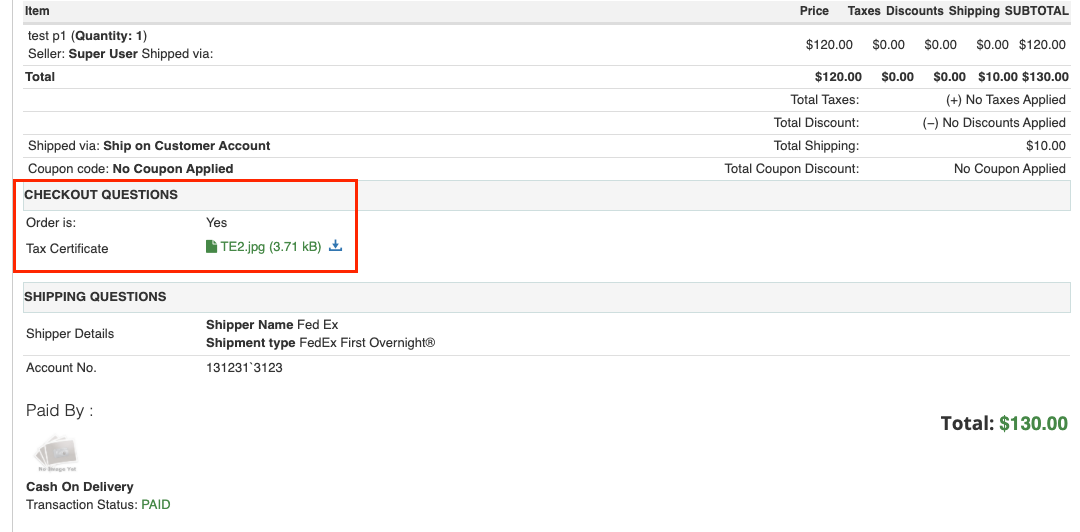 Item Price Taxes Discounts Shipping SUBTOTAL
test p1 (Quantity: 1)
Seller: Super User Shipped via:
$120.00 $0.00 $0.00 $0.00 $120.00
Total $120.00 $0.00 $0.00 $10.00 $130.00
Total Taxes: (+) No Taxes Applied
Total Discount: (−) No Discounts Applied
Shipped via: Ship on Customer Account Total Shipping: $10.00
Coupon code: No Coupon Applied Total Coupon Discount: No Coupon Applied
CHECKOUT QUESTIONS
Order is: Yes
Tax Certificate TE2.jpg (3.71 kB)
SHIPPING QUESTIONS
Shipper Details
Shipper Name Fed Ex
Shipment type FedEx First Overnight®
Account No. 131231`3123
Paid By :
Total: $130.00
No Image Yet
Cash On Delivery
Transaction Status: PAID